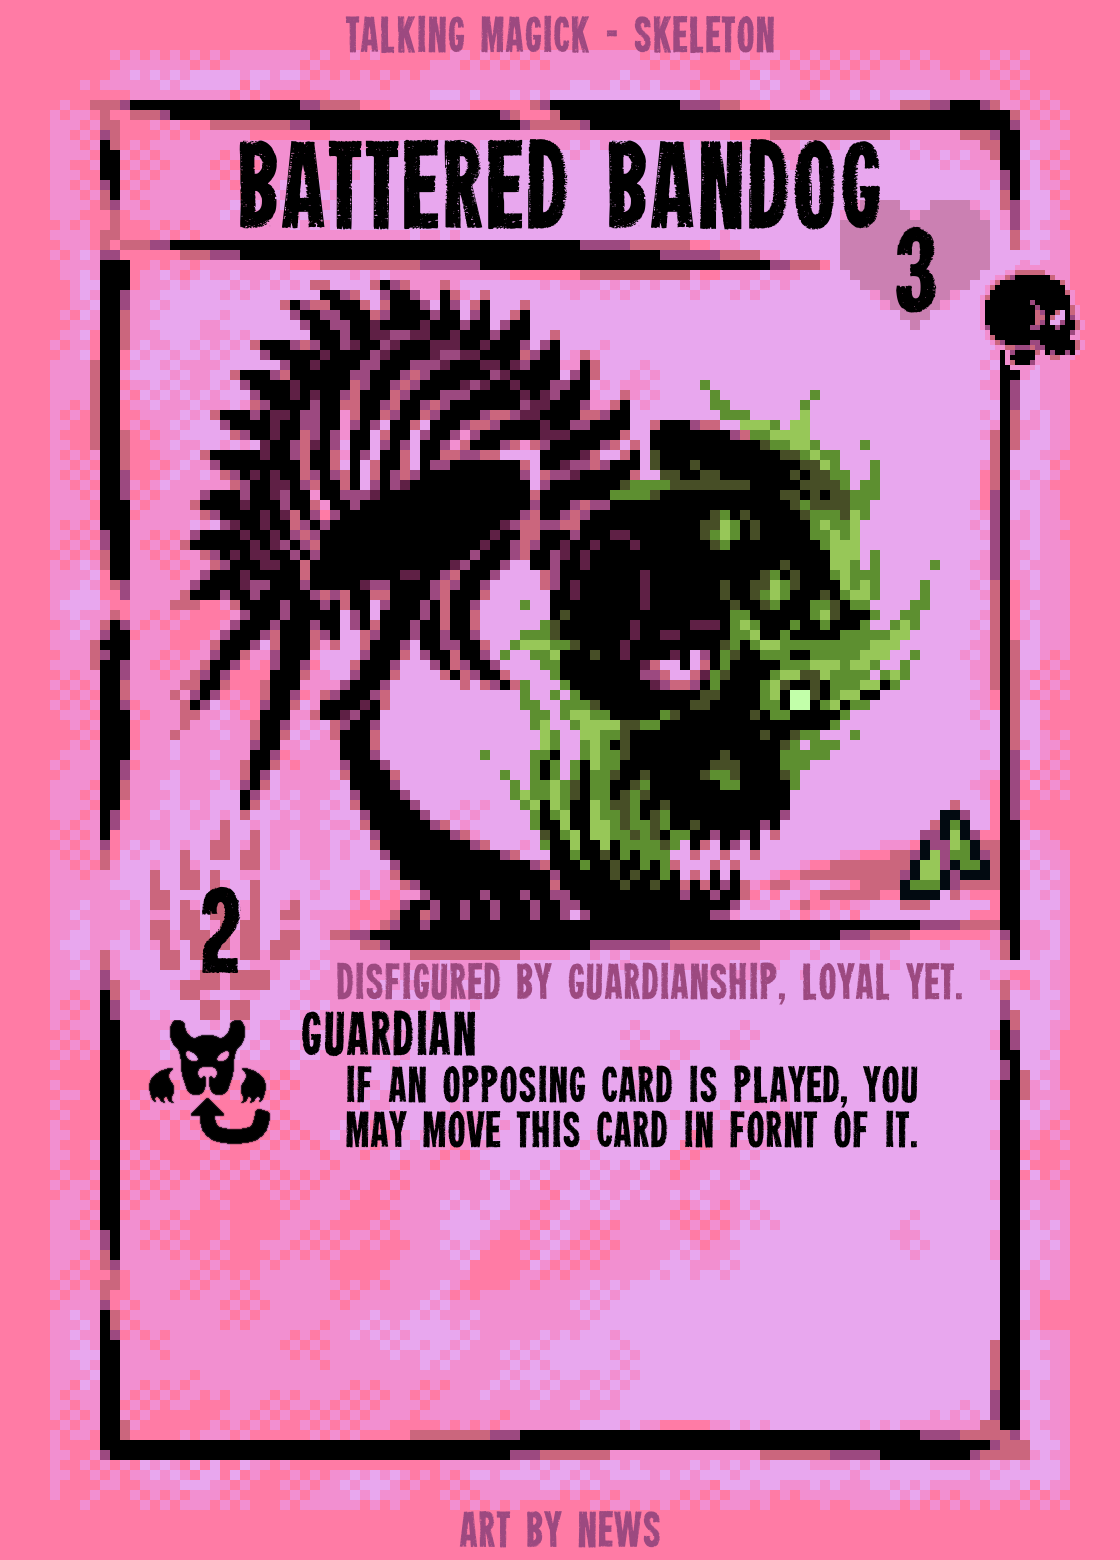 TALKING MAGICK - SKELETON
BATTERED BANDOG
3
2
DISFIGURED BY GUARDIANSHIP, LOYAL YET.
GUARDIAN
IF AN OPPOSING CARD IS PLAYED, YOU
MAY MOVE THIS CARD IN FORNT OF IT.
ART BY NEWS